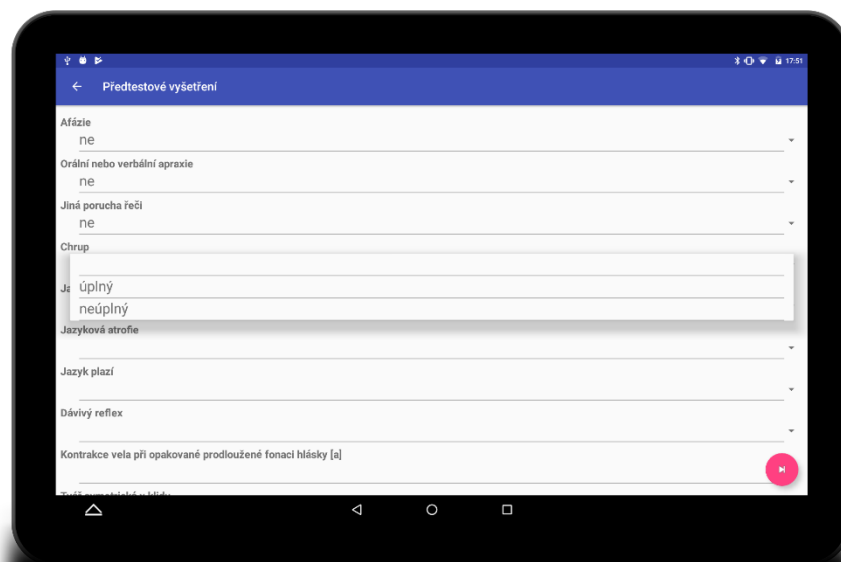 17:51
Předtestové vyšetření
Afázie
ne
Orální nebo verbální apraxie
ne
Jiná porucha řeči
ne
Chrup
úplný
neúplný
Jazyková atrofie
Jazyk plazí
Dávivý reflex
Kontrakce vela při opakované prodloužené fonaci hlásky [a]